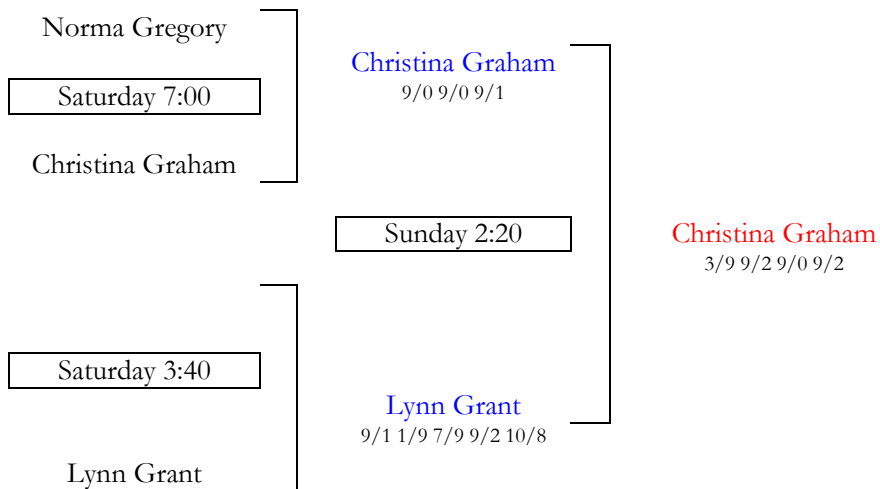 Norma Gregory
Saturday 7:00
Christina Graham
Christina Graham
9/0 9/0 9/1
Sunday 2:20
Christina Graham
3/9 9/2 9/0 9/2
Saturday 3:40
Lynn Grant
Lynn Grant
9/1 1/9 7/9 9/2 10/8